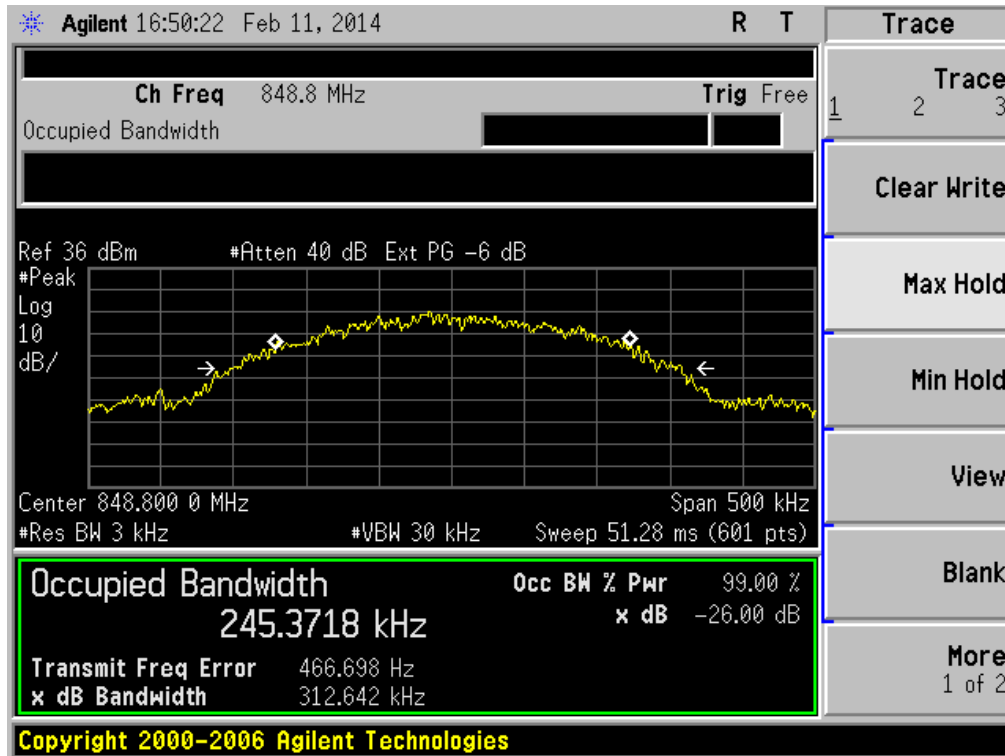 Agilent 16:50:22 Feb 11, 2014 R T
Ch Freq 848.8 MHz Trig Free
Occupied Bandwidth
Ref 36 dBm #Atten 40 dB Ext PG -6 dB
#Peak
Log
10
dB/
Center 848.800 0 MHz Span 500 kHz
#Res BW 3 kHz #VBW 30 kHz Sweep 51.28 ms (601 pts)
Occupied Bandwidth
245.3718 kHz
Occ BW % Pwr 99.00 %
x dB -26.00 dB
Transmit Freq Error 466.698 Hz
x dB Bandwidth 312.642 kHz
Copyright 2000-2006 Agilent Technologies
Trace
Trace
1 2 3
Clear Write
Max Hold
Min Hold
View
Blank
More
1 of 2